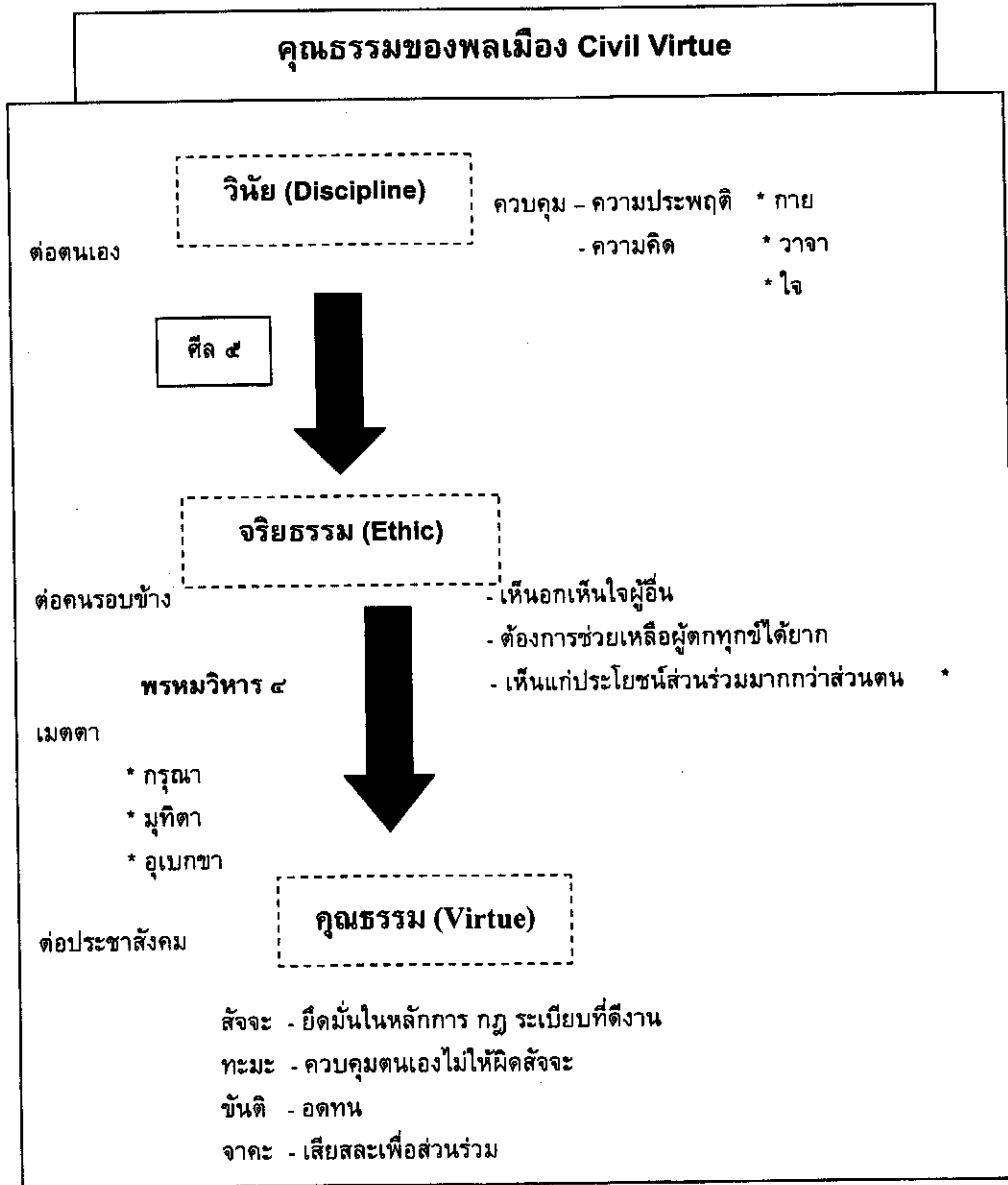 คุณธรรมของพลเมือง Civil Virtue
วินัย (Discipline)
ควบคุม – ความประพฤติ * กาย
ต่อตนเอง
- ความคิด * วาจา
* ใจ
ศีล ๕
จริยธรรม (Ethic)
ต่อคนรอบข้าง
- เห็นอกเห็นใจผู้อื่น
- ต้องการช่วยเหลือผู้ตกทุกข์ได้ยาก
พรหมวิหาร ๔
- เห็นแก่ประโยชน์ส่วนร่วมมากกว่าส่วนตน *
เมตตา
* กรุณา
* มุทิตา
* อุเบกขา
คุณธรรม (Virtue)
ต่อประชาสังคม
สัจจะ - ยึดมั่นในหลักการ กฎ ระเบียบที่ดีงาน
ทะมะ - ควบคุมตนเองไม่ให้ผิดสัจจะ
ขันติ - อดทน
จาคะ - เสียสละเพื่อส่วนร่วม